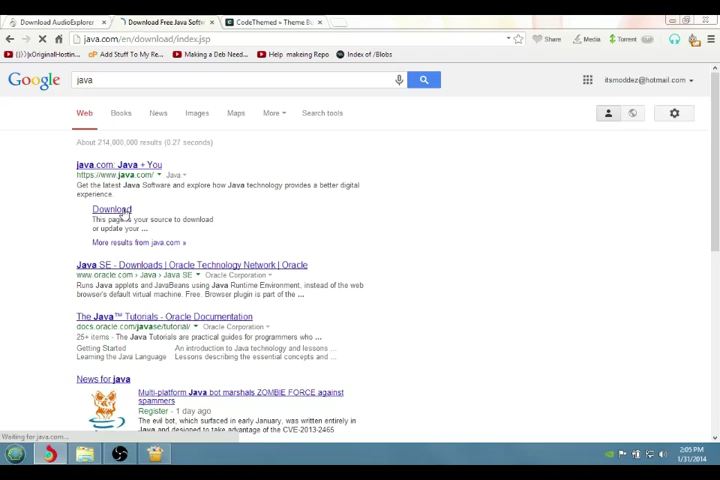 Download AudioExplorer
Download Free Java Softw
CodeThemed » Theme Bu
java.com/en/download/index.jsp
Share
Media
Torrent
jxOriginalHostin...
Add Stuff To My Re...
Making a Deb Need...
Help makeing Repo
Index of /Blobs
Google
java
itsmoddez@hotmail.com
Web
Books
News
Images
Maps
More
Search tools
About 214,000,000 results (0.27 seconds)
java.com: Java + You
https://www.java.com/
Java
Get the latest Java Software and explore how Java technology provides a better digital
experience.
Download
This page is your source to download
or update your ...
More results from java.com »
Java SE - Downloads | Oracle Technology Network | Oracle
www.oracle.com › Java › Java SE
Oracle Corporation
Runs Java applets and JavaBeans using Java Runtime Environment, instead of the web
browser's default virtual machine. Free. Browser plugin is part of the ...
The Java™ Tutorials - Oracle Documentation
docs.oracle.com/javase/tutorial/
Oracle Corporation
25+ items - The Java Tutorials are practical guides for programmers who ...
Getting Started
An introduction to Java technology and lessons ...
Learning the Java Language
Lessons describing the essential concepts and ...
News for java
Multi-platform Java bot marshals ZOMBIE FORCE against
spammers
Register - 1 day ago
The evil bot, which surfaced in early January, was written entirely in
Java and designed to take advantage of the CVE-2013-2465
Waiting for java.com...
2:05 PM
1/31/2014